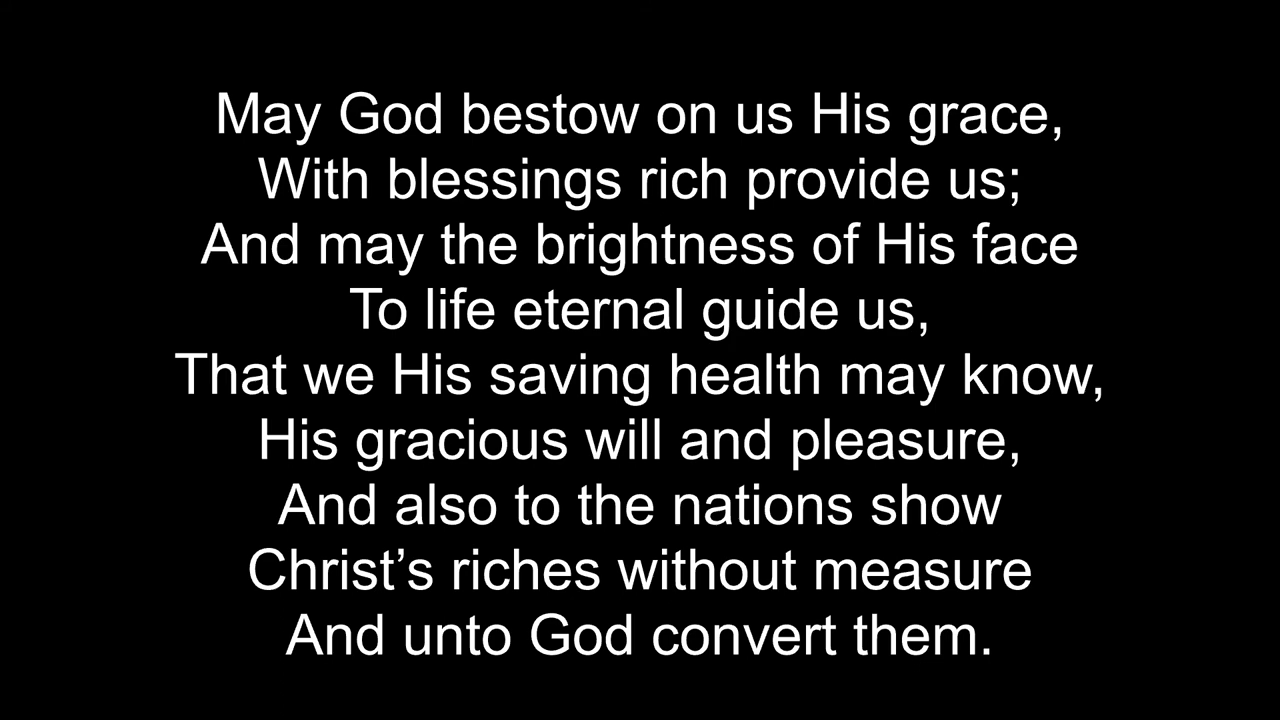 May God bestow on us His grace,
With blessings rich provide us;
And may the brightness of His face
To life eternal guide us,
That we His saving health may know,
His gracious will and pleasure,
And also to the nations show
Christ’s riches without measure
And unto God convert them.